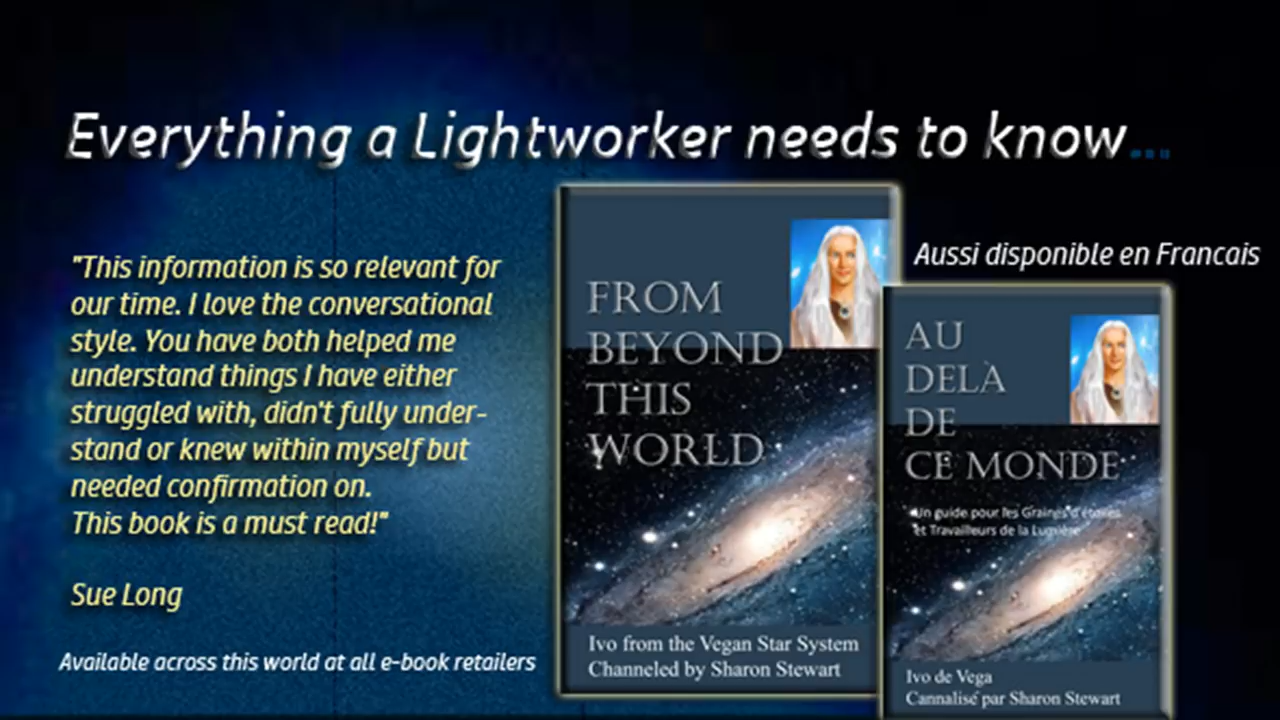 Everything a Lightworker needs to know...
"This information is so relevant for
our time. I love the conversational
style. You have both helped me
understand things I have either
struggled with, didn't fully under-
stand or knew within myself but
needed confirmation on.
This book is a must read!"
Sue Long
Available across this world at all e-book retailers
FROM
BEYOND
THIS
WORLD
Ivo from the Vegan Star System
Channeled by Sharon Stewart
Aussi disponible en Francais
AU
DELÀ
DE
CE MONDE
Un guide pour les Graines d'étoiles
et Travailleurs de la Lumière
Ivo de Vega
Cannalisé par Sharon Stewart